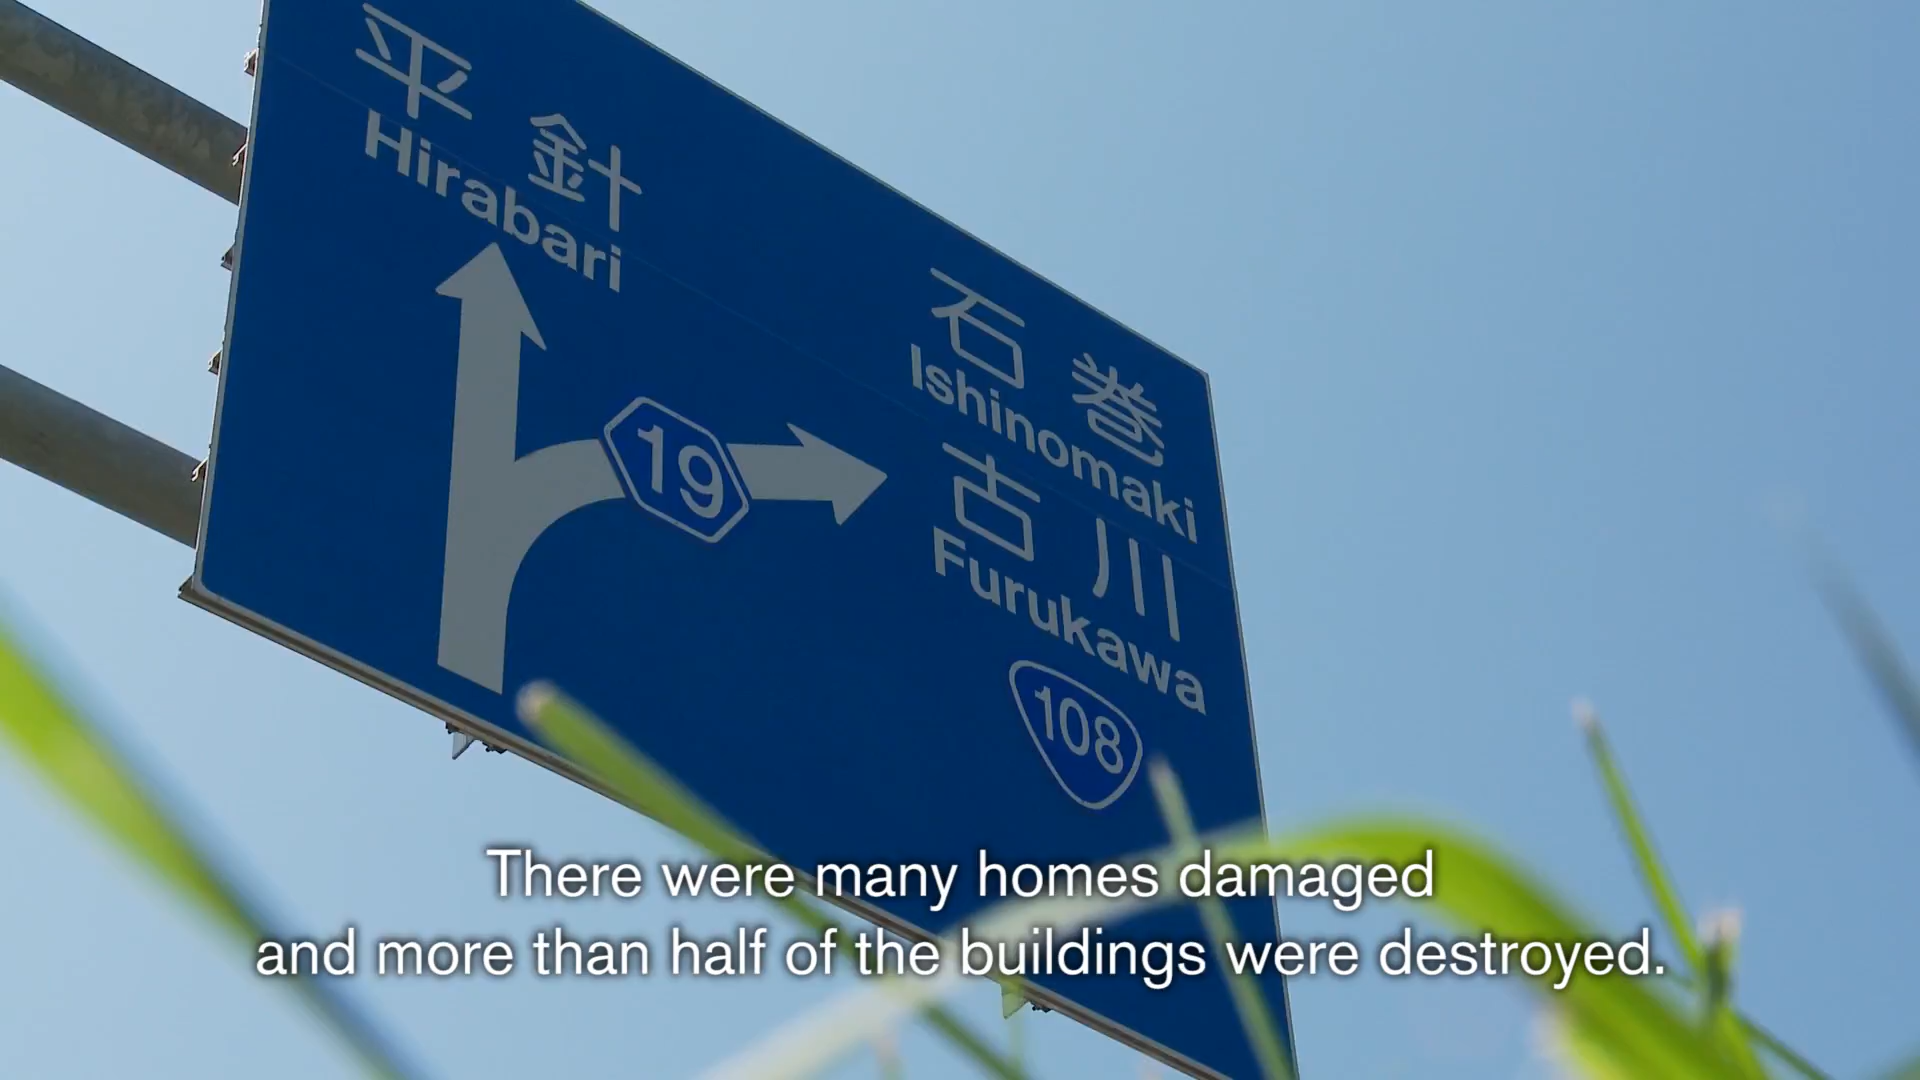 平針
Hirabari
石巻
Ishinomaki
19
古川
Furukawa
108
There were many homes damaged
and more than half of the buildings were destroyed.